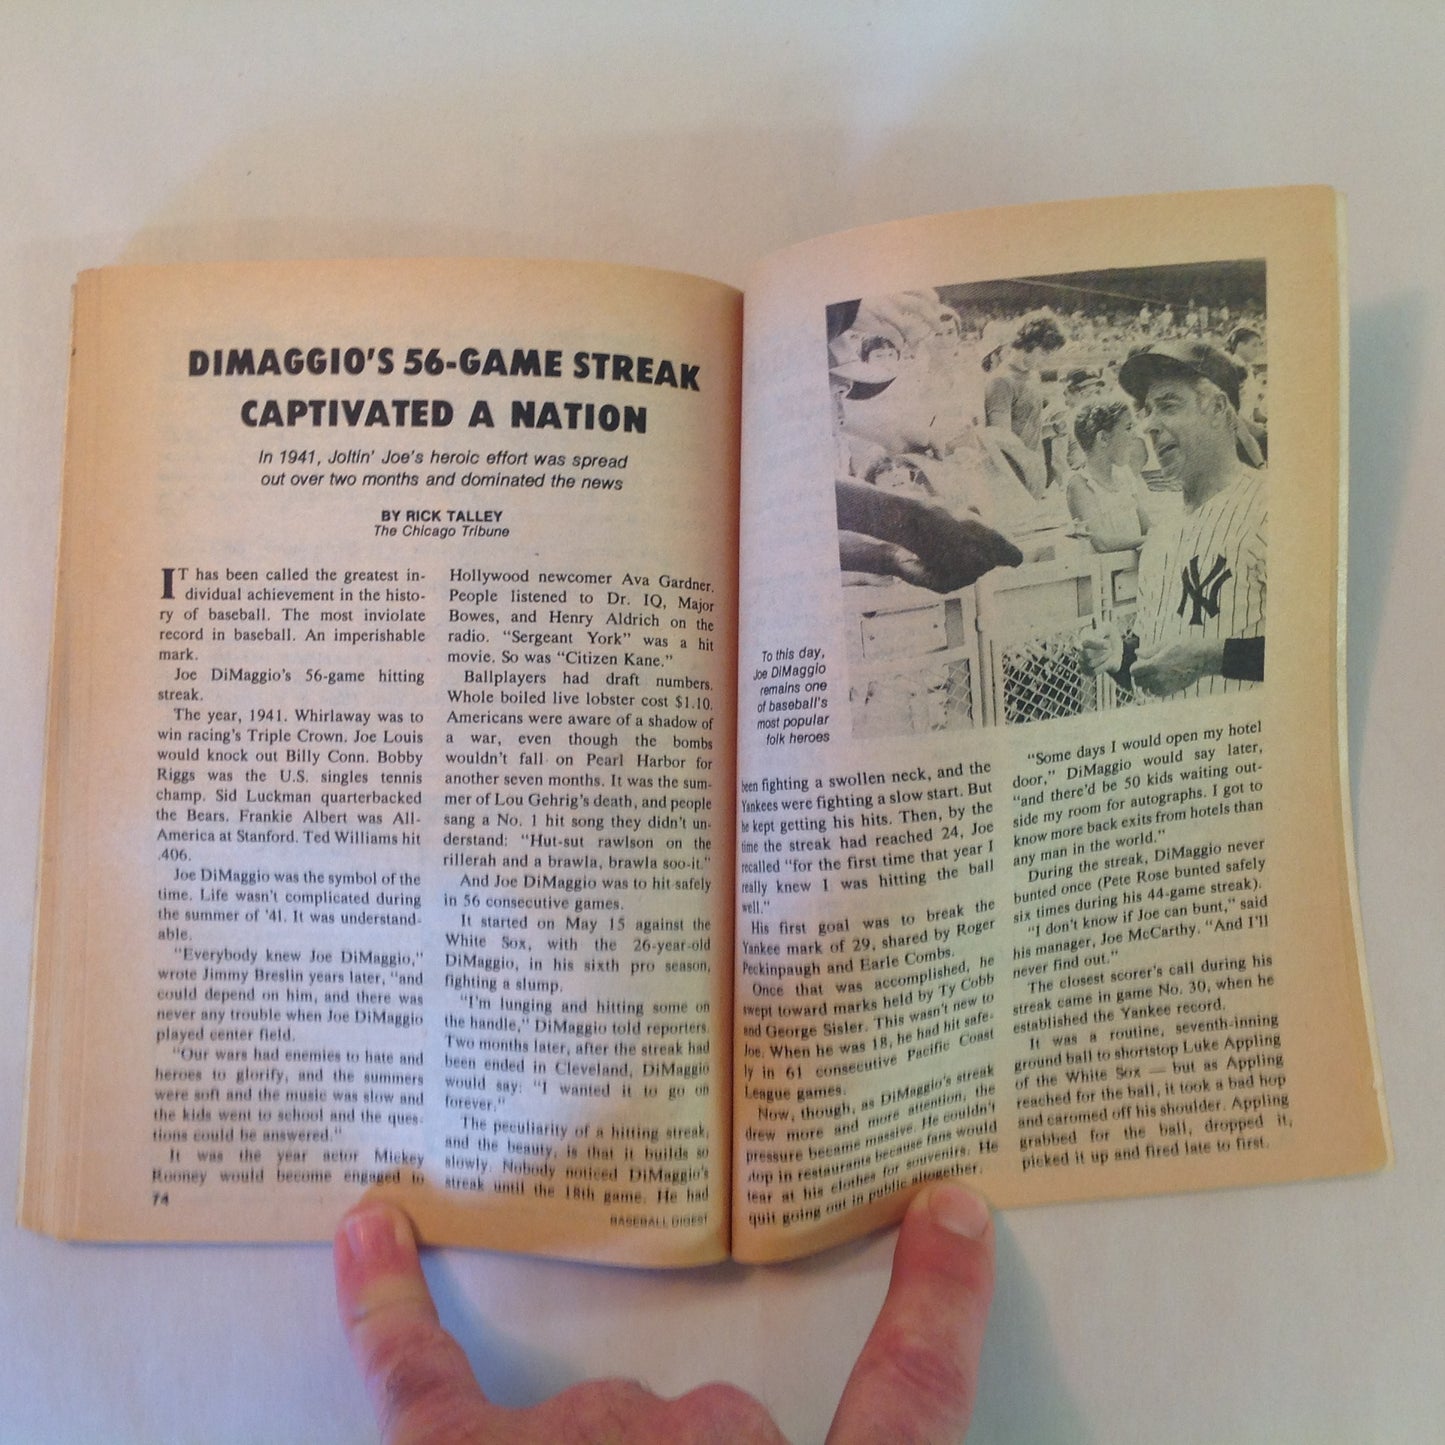 DIMAGGIO'S 56-GAME STREAK
CAPTIVATED A NATION
In 1941, Joltin' Joe's heroic effort was spread
out over two months and dominated the news
BY RICK TALLEY
The Chicago Tribune
IT has been called the greatest in-
dividual achievement in the histo-
ry of baseball. The most inviolate
record in baseball. An imperishable
mark.
Joe DiMaggio's 56-game hitting
streak.
The year, 1941. Whirlaway was to
win racing's Triple Crown. Joe Louis
would knock out Billy Conn. Bobby
Riggs was the U.S. singles tennis
champ. Sid Luckman quarterbacked
the Bears. Frankie Albert was All-
America at Stanford. Ted Williams hit
.406.
Joe DiMaggio was the symbol of the
time. Life wasn't complicated during
the summer of '41. It was understand-
able.
"Everybody knew Joe DiMaggio,"
wrote Jimmy Breslin years later, "and
could depend on him, and there was
never any trouble when Joe DiMaggio
played center field.
"Our wars had enemies to hate and
heroes to glorify, and the summers
were soft and the music was slow and
the kids went to school and the ques-
tions could be answered."
It was the year actor Mickey
Rooney would become engaged to
74
Hollywood newcomer Ava Gardner.
People listened to Dr. IQ, Major
Bowes, and Henry Aldrich on the
radio. "Sergeant York" was a hit
movie. So was "Citizen Kane."
Ballplayers had draft numbers.
Whole boiled live lobster cost $1.10.
Americans were aware of a shadow of
a war, even though the bombs
wouldn't fall on Pearl Harbor for
another seven months. It was the sum-
mer of Lou Gehrig's death, and people
sang a No. 1 hit song they didn't un-
derstand: "Hut-sut rawlson on the
rillerah and a brawla, brawla soo-it."
And Joe DiMaggio was to hit safely
in 56 consecutive games.
It started on May 15 against the
White Sox, with the 26-year-old
DiMaggio, in his sixth pro season,
fighting a slump.
"I'm lunging and hitting some on
the handle," DiMaggio told reporters.
Two months later, after the streak had
been ended in Cleveland, DiMaggio
would say: "I wanted it to go on
forever."
The peculiarity of a hitting streak,
and the beauty, is that it builds so
slowly. Nobody noticed DiMaggio's
streak until the 18th game. He had
BASEBALL DIGEST
NY
To this day,
Joe DiMaggio
remains one
of baseball's
most popular
folk heroes
been fighting a swollen neck, and the
Yankees were fighting a slow start. But
he kept getting his hits. Then, by the
time the streak had reached 24, Joe
recalled "for the first time that year I
really knew I was hitting the ball
well."
His first goal was to break the
Yankee mark of 29, shared by Roger
Peckinpaugh and Earle Combs.
Once that was accomplished, he
swept toward marks held by Ty Cobb
and George Sisler. This wasn't new to
Joe. When he was 18, he had hit safe-
ly in 61 consecutive Pacific Coast
League games.
Now, though, as DiMaggio's streak
drew more and more attention, the
pressure became massive. He couldn't
stop in restaurants because fans would
tear at his clothes for souvenirs. He
quit going out in public altogether.
"Some days I would open my hotel
door," DiMaggio would say later,
"and there'd be 50 kids waiting out-
side my room for autographs. I got to
know more back exits from hotels than
any man in the world."
During the streak, DiMaggio never
bunted once (Pete Rose bunted safely
six times during his 44-game streak).
"I don't know if Joe can bunt," said
his manager, Joe McCarthy. "And I'll
never find out."
The closest scorer's call during his
streak came in game No. 30, when he
established the Yankee record.
It was a routine, seventh-inning
ground ball to shortstop Luke Appling
of the White Sox — but as Appling
reached for the ball, it took a bad hop
and caromed off his shoulder. Appling
grabbed for the ball, dropped it,
picked it up and fired late to first.